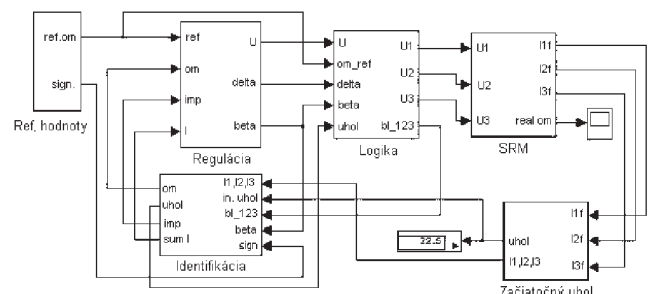 ref.om
sign.
Ref, hodnoty
ref
om
imp
I
U
delta
beta
Regulácia
U
om_ref
delta
beta
uhol
U1
U2
U3
bl_123
Logika
U1
U2
U3
I1f
I2f
I3f
real om
SRM
om
uhol
imp
sum I
I1,I2,I3
in. uhol
bl_123
beta
sign
Identifikácia
22.5
uhol
I1,I2,I3
I1f
I2f
I3f
Začiatočný uhol